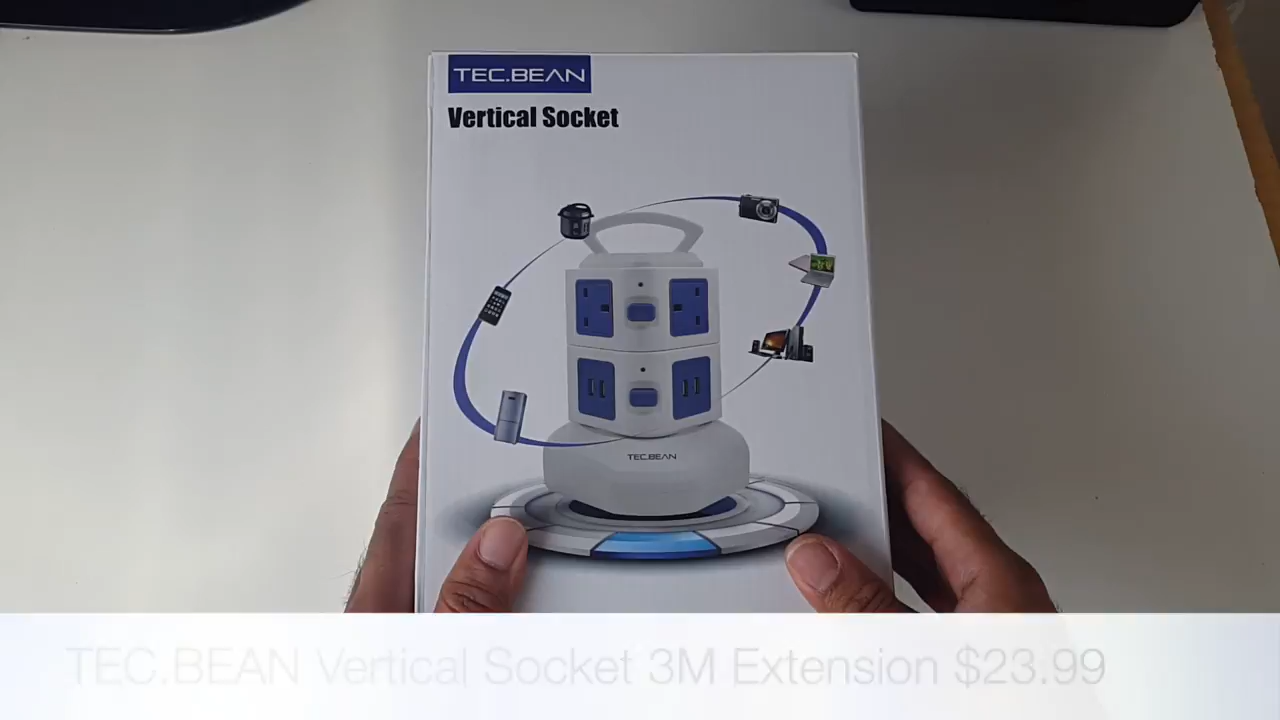 TEC.BEAN
Vertical Socket
TEC.BEAN
TEC.BEAN Vertical Socket 3M Extension $23.99